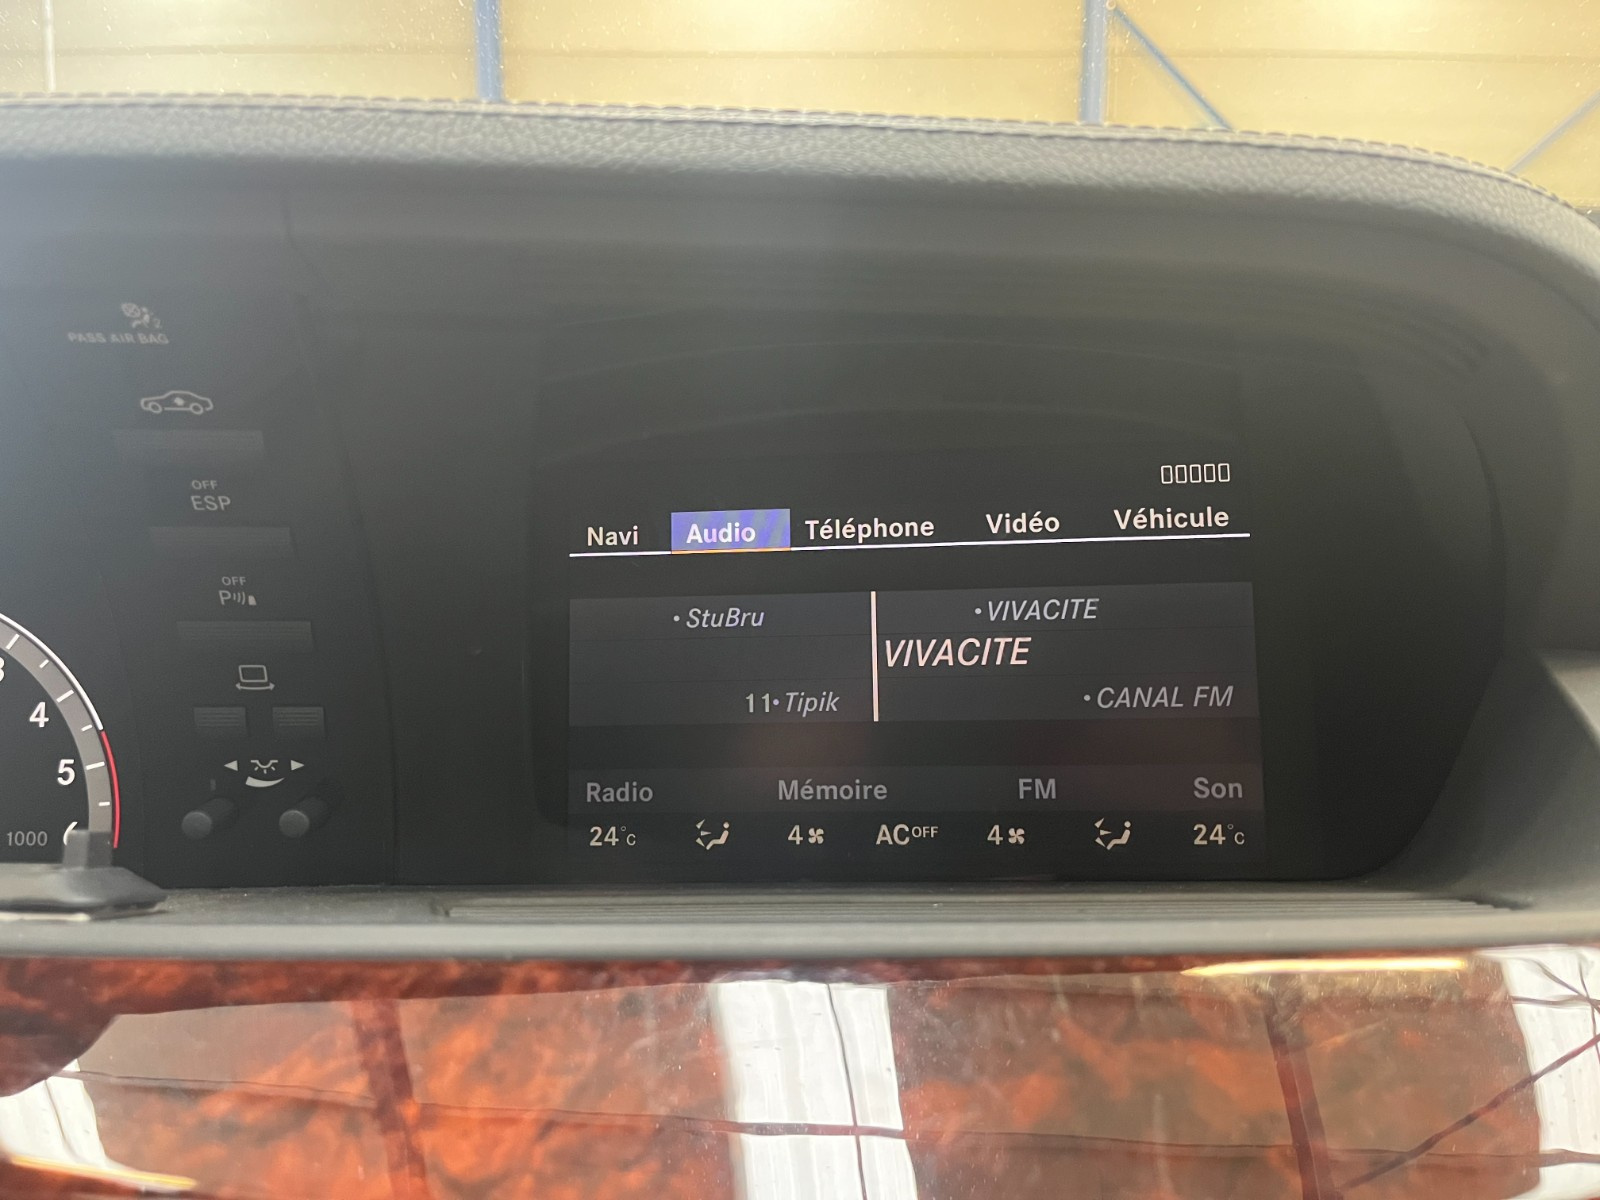 PASS AIR BAG
OFF
ESP
OFF
P
4
5
6
1000
Navi Audio Téléphone Vidéo Véhicule
• StuBru • VIVACITE
VIVACITE
11• Tipik • CANAL FM
Radio Mémoire FM Son
24°C 4 AC OFF 4 24°C